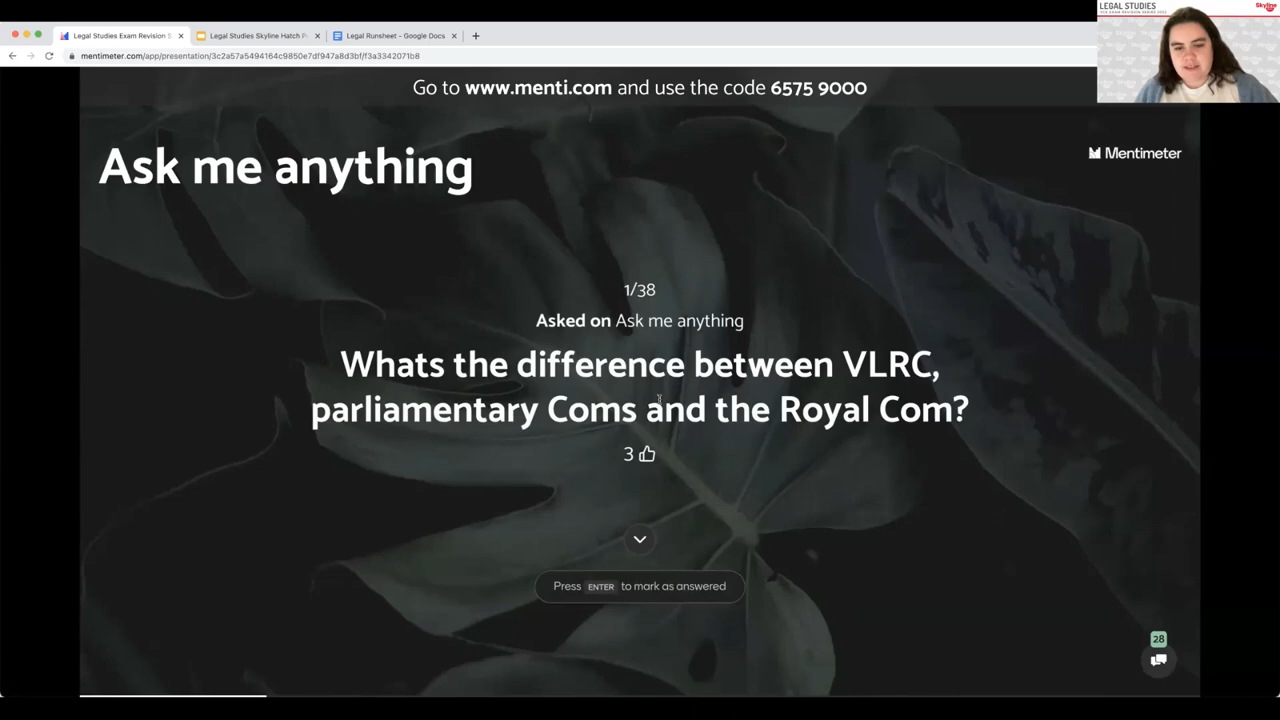 Legal Studies Exam Revision S
Legal Studies Skyline Hatch P
Legal Runsheet - Google Docs
mentimeter.com/app/presentation/3c2a57a5494164c9850e7df947a8d3bf/f3a3342071b8
LEGAL STUDIES
Skyline
Go to www.menti.com and use the code 6575 9000
Ask me anything
Mentimeter
1/38
Asked on Ask me anything
Whats the difference between VLRC,
parliamentary Coms and the Royal Com?
3
Press ENTER to mark as answered
28